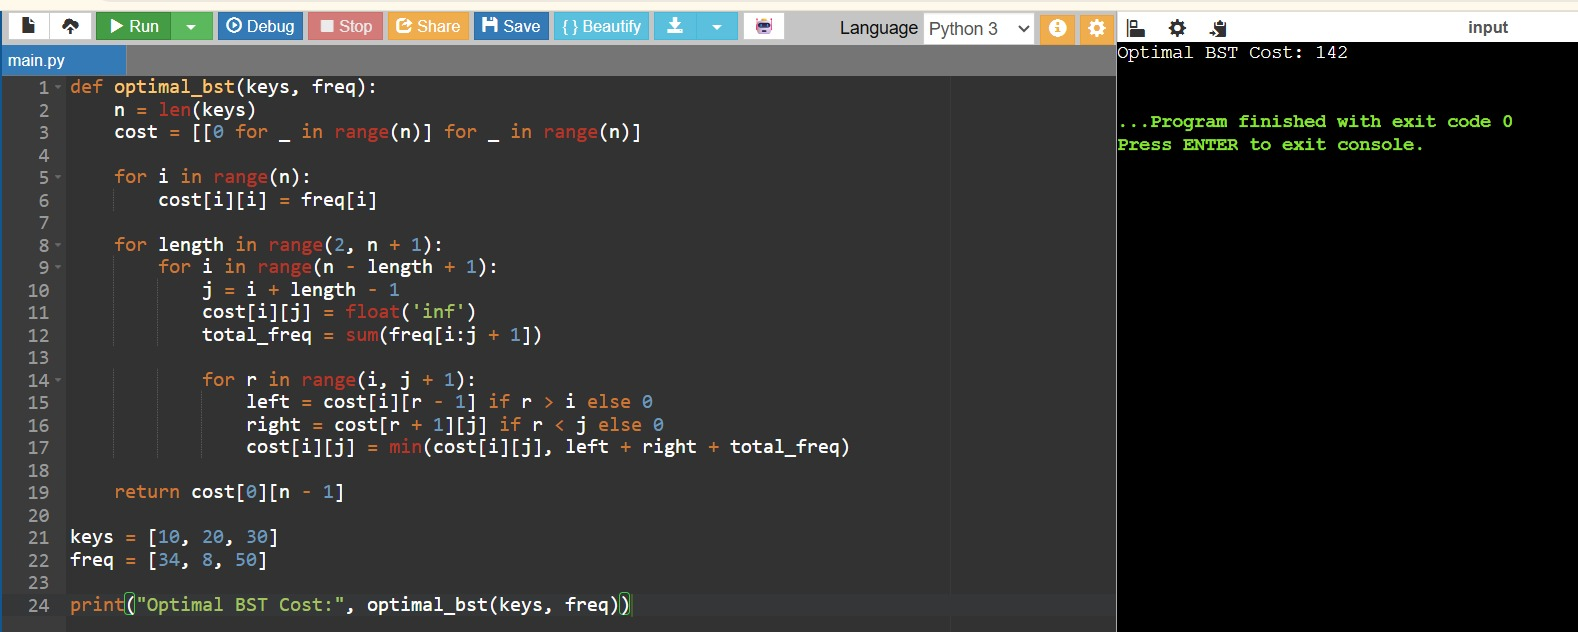 Run Debug Stop Share Save { } Beautify Language Python 3 input
main.py
1 def optimal_bst(keys, freq):
2     n = len(keys)
3     cost = [[0 for _ in range(n)] for _ in range(n)]
4
5     for i in range(n):
6         cost[i][i] = freq[i]
7
8     for length in range(2, n + 1):
9         for i in range(n - length + 1):
10             j = i + length - 1
11             cost[i][j] = float('inf')
12             total_freq = sum(freq[i:j + 1])
13
14             for r in range(i, j + 1):
15                 left = cost[i][r - 1] if r > i else 0
16                 right = cost[r + 1][j] if r < j else 0
17                 cost[i][j] = min(cost[i][j], left + right + total_freq)
18
19     return cost[0][n - 1]
20
21 keys = [10, 20, 30]
22 freq = [34, 8, 50]
23
24 print("Optimal BST Cost:", optimal_bst(keys, freq))
Optimal BST Cost: 142
...Program finished with exit code 0
Press ENTER to exit console.